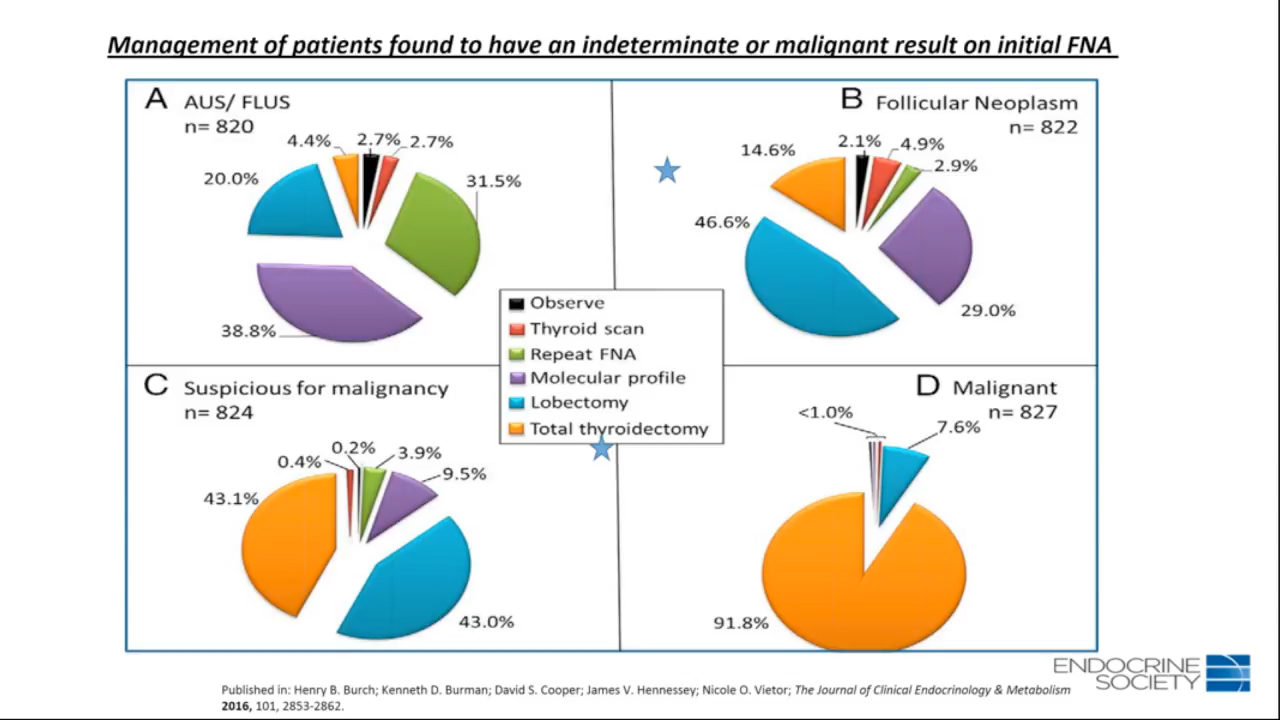 Management of patients found to have an indeterminate or malignant result on initial FNA
A AUS/ FLUS
n= 820
4.4%
2.7%
2.7%
20.0%
31.5%
38.8%
B Follicular Neoplasm
n= 822
14.6%
2.1%
4.9%
2.9%
46.6%
29.0%
Observe
Thyroid scan
Repeat FNA
Molecular profile
Lobectomy
Total thyroidectomy
C Suspicious for malignancy
n= 824
0.4%
0.2%
3.9%
9.5%
43.1%
43.0%
D Malignant
n= 827
<1.0%
7.6%
91.8%
ENDOCRINE
SOCIETY
Published in: Henry B. Burch; Kenneth D. Burman; David S. Cooper; James V. Hennessey; Nicole O. Vietor; The Journal of Clinical Endocrinology & Metabolism
2016, 101, 2853-2862.